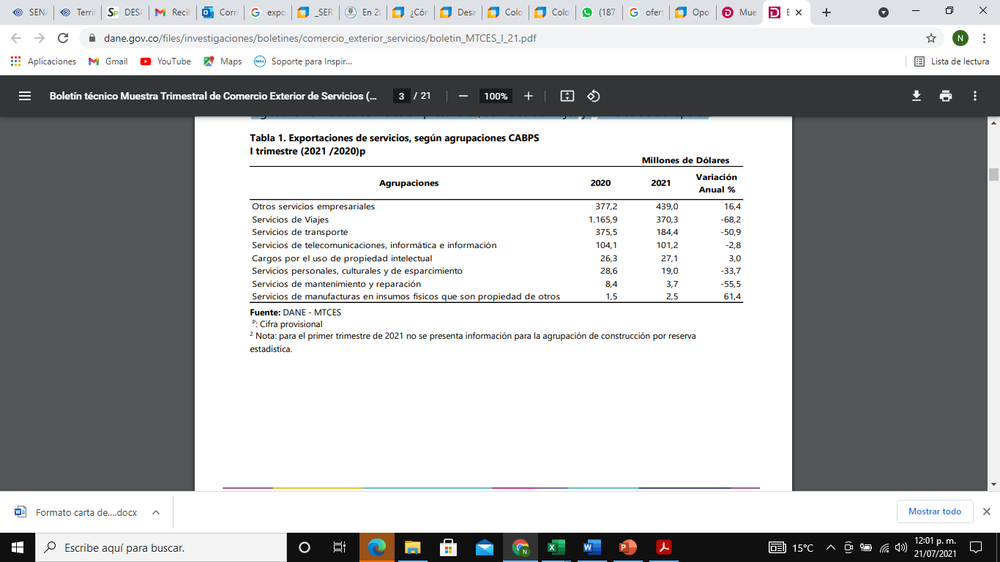 SEN
Territ
DESA
Recib
Corr
expo
_SER
En 2
¿Cór
Desa
Colo
Colo
(187
ofert
Opo
Mue
E
dane.gov.co/files/investigaciones/boletines/comercio_exterior_servicios/boletin_MTCES_I_21.pdf
N
Aplicaciones
Gmail
YouTube
Maps
Soporte para Inspir...
Lista de lectura
Boletín técnico Muestra Trimestral de Comercio Exterior de Servicios (...
3 / 21
100%
Tabla 1. Exportaciones de servicios, según agrupaciones CABPS
I trimestre (2021 /2020)p
Millones de Dólares
Agrupaciones 2020 2021 Variación Anual %
Otros servicios empresariales 377,2 439,0 16,4
Servicios de Viajes 1.165,9 370,3 -68,2
Servicios de transporte 375,5 184,4 -50,9
Servicios de telecomunicaciones, informática e información 104,1 101,2 -2,8
Cargos por el uso de propiedad intelectual 26,3 27,1 3,0
Servicios personales, culturales y de esparcimiento 28,6 19,0 -33,7
Servicios de mantenimiento y reparación 8,4 3,7 -55,5
Servicios de manufacturas en insumos físicos que son propiedad de otros 1,5 2,5 61,4
Fuente: DANE - MTCES
P: Cifra provisional
2 Nota: para el primer trimestre de 2021 no se presenta información para la agrupación de construcción por reserva
estadística.
Formato carta de....docx
Mostrar todo
Escribe aquí para buscar.
15°C
12:01 p. m.
21/07/2021